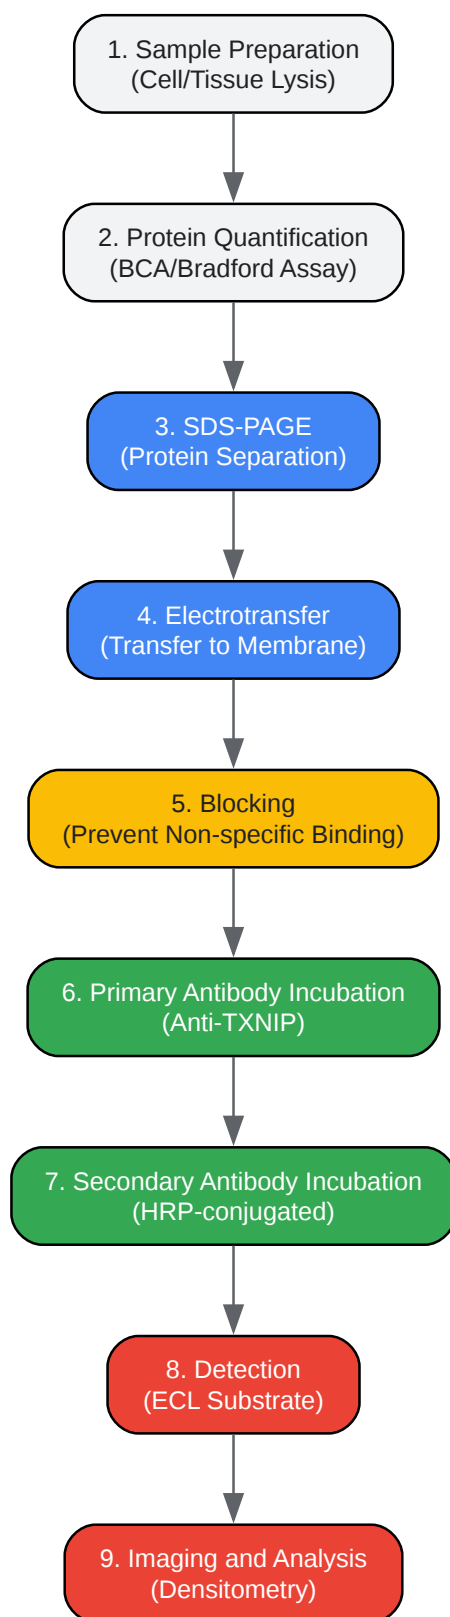 1. Sample Preparation
(Cell/Tissue Lysis)
2. Protein Quantification
(BCA/Bradford Assay)
3. SDS-PAGE
(Protein Separation)
4. Electrotransfer
(Transfer to Membrane)
5. Blocking
(Prevent Non-specific Binding)
6. Primary Antibody Incubation
(Anti-TXNIP)
7. Secondary Antibody Incubation
(HRP-conjugated)
8. Detection
(ECL Substrate)
9. Imaging and Analysis
(Densitometry)